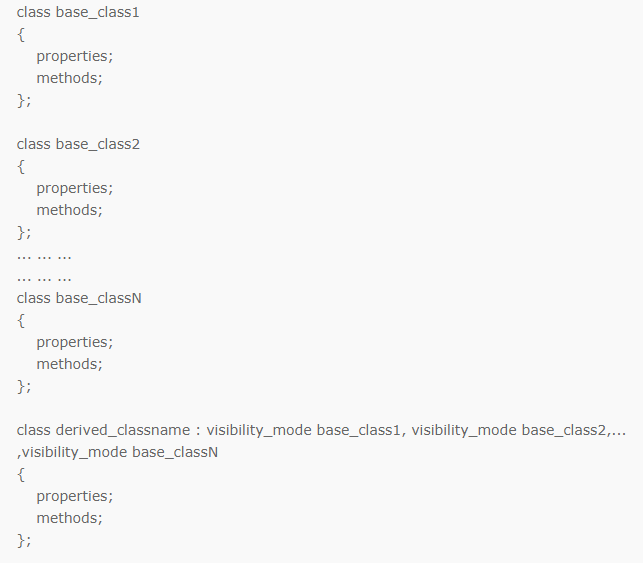 class base_class1
{
properties;
methods;
};
class base_class2
{
properties;
methods;
};
... ... ...
... ... ...
class base_classN
{
properties;
methods;
};
class derived_classname : visibility_mode base_class1, visibility_mode base_class2,...
,visibility_mode base_classN
{
properties;
methods;
};